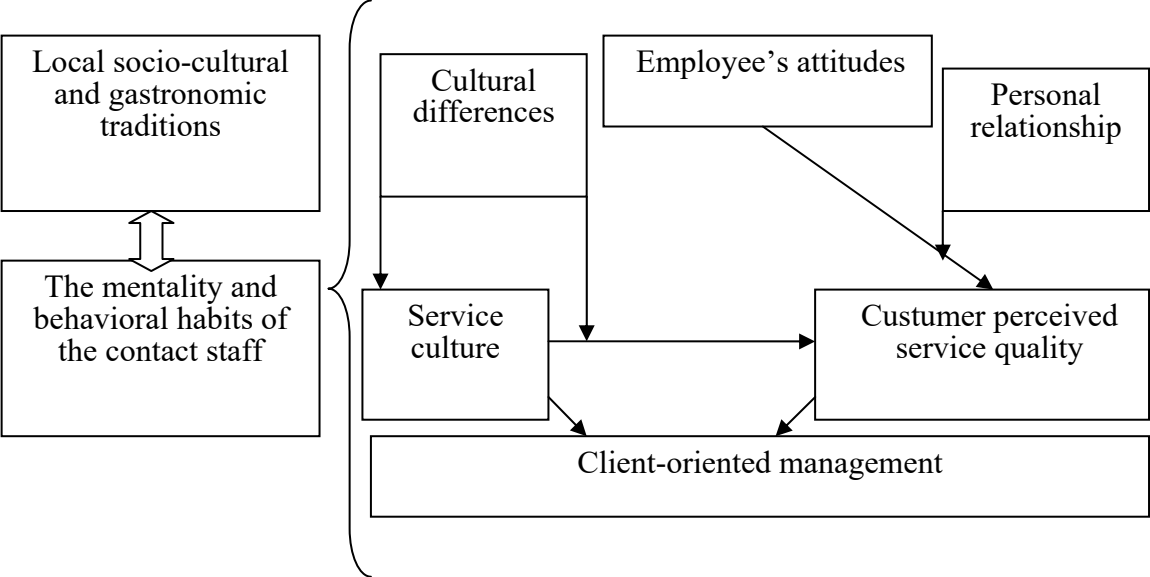 Local socio-cultural
and gastronomic
traditions
The mentality and
behavioral habits of
the contact staff
Cultural
differences
Employee’s attitudes
Personal
relationship
Service
culture
Custumer perceived
service quality
Client-oriented management